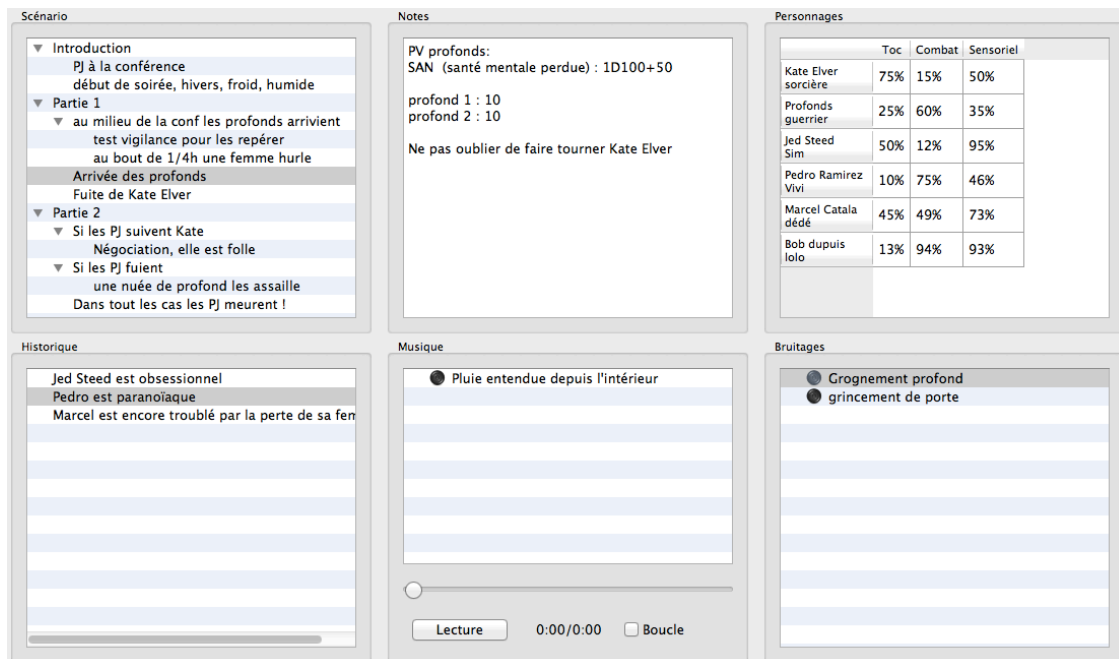 Scénario
Introduction
PJ à la conférence
début de soirée, hivers, froid, humide
Partie 1
au milieu de la conf les profonds arrivient
test vigilance pour les repérer
au bout de 1/4h une femme hurle
Arrivée des profonds
Fuite de Kate Elver
Partie 2
Si les PJ suivent Kate
Négociation, elle est folle
Si les PJ fuient
une nuée de profond les assaille
Dans tout les cas les PJ meurent !
Notes
PV profonds:
SAN (santé mentale perdue) : 1D100+50
profond 1 : 10
profond 2 : 10
Ne pas oublier de faire tourner Kate Elver
Personnages
Toc Combat Sensoriel
Kate Elver
sorcière 75% 15% 50%
Profonds
guerrier 25% 60% 35%
Jed Steed
Sim 50% 12% 95%
Pedro Ramirez
Vivi 10% 75% 46%
Marcel Catala
dédé 45% 49% 73%
Bob dupuis
lolo 13% 94% 93%
Historique
Jed Steed est obsessionnel
Pedro est paranoïaque
Marcel est encore troublé par la perte de sa fem
Musique
Pluie entendue depuis l'intérieur
Lecture 0:00/0:00 Boucle
Bruitages
Grognement profond
grincement de porte